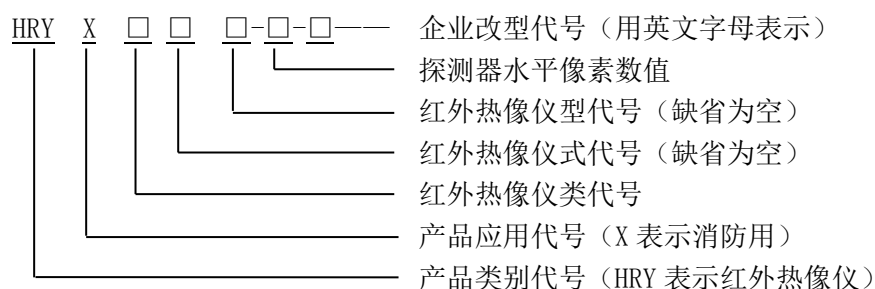 HRY X □ □ □-□-□—— 企业改型代号（用英文字母表示）
探测器水平像素数值
红外热像仪型代号（缺省为空）
红外热像仪式代号（缺省为空）
红外热像仪类代号
产品应用代号（X 表示消防用）
产品类别代号（HRY 表示红外热像仪）